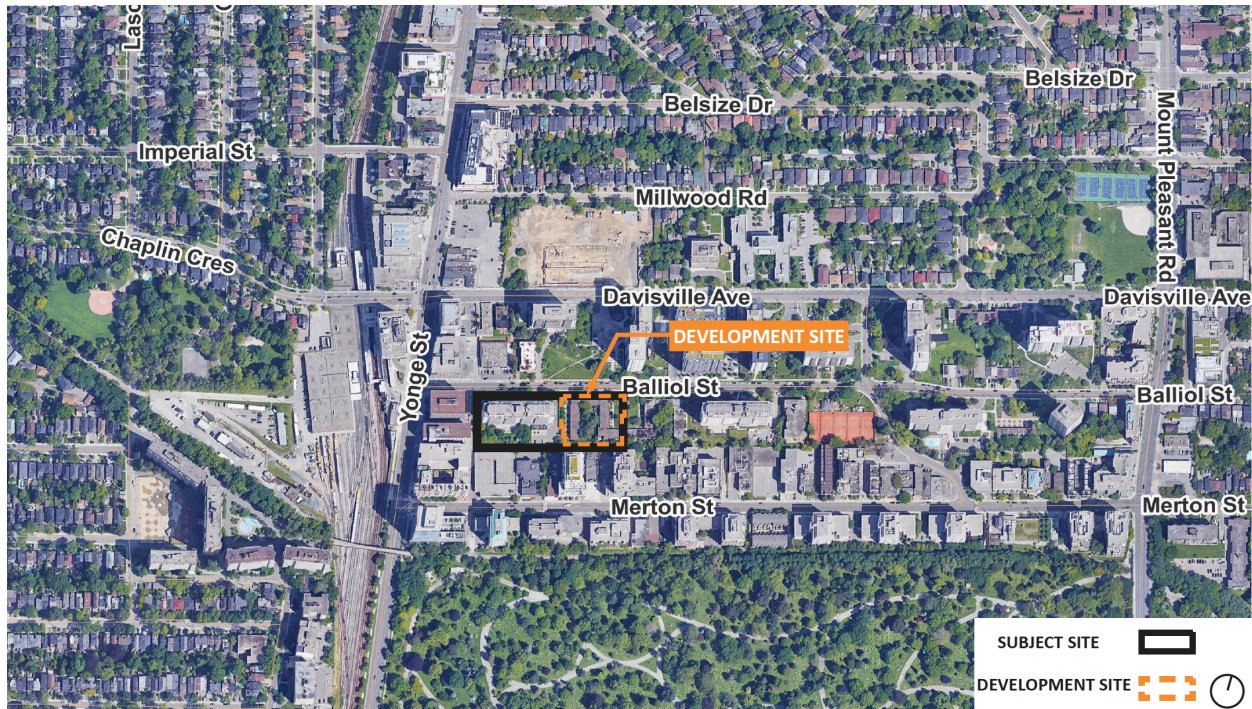 Lasc
Belsize Dr
Belsize Dr
Imperial St
Mount Pleasant Rd
Millwood Rd
Chaplin Cres
Davisville Ave
Davisville Ave
DEVELOPMENT SITE
Yonge St
Balliol St
Balliol St
Merton St
Merton St
SUBJECT SITE
DEVELOPMENT SITE